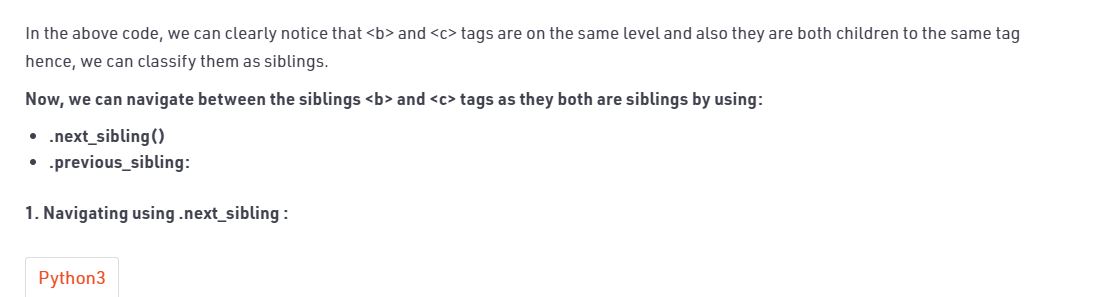 In the above code, we can clearly notice that <b> and <c> tags are on the same level and also they are both children to the same tag
hence, we can classify them as siblings.
Now, we can navigate between the siblings <b> and <c> tags as they both are siblings by using:
• .next_sibling()
• .previous_sibling:
1. Navigating using .next_sibling :
Python3